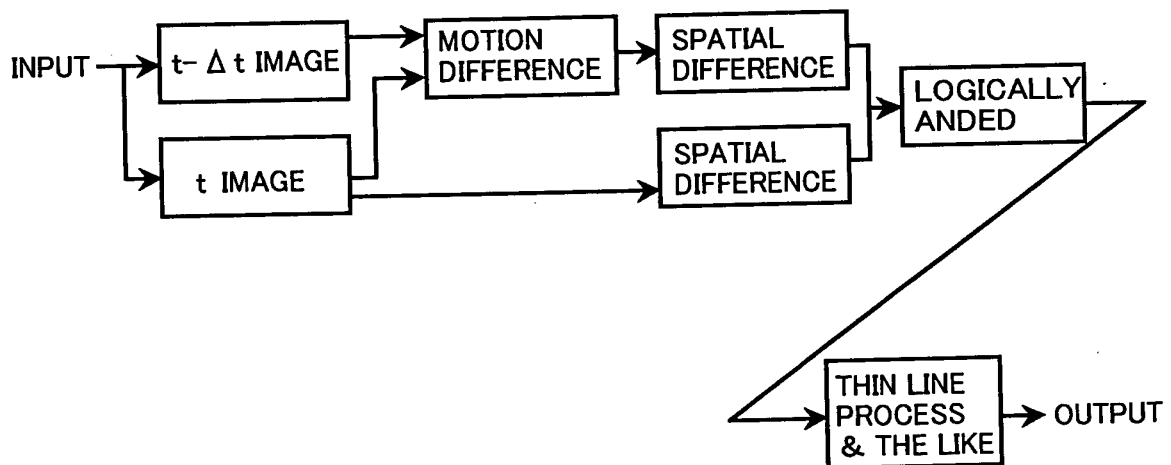 INPUT
t- Δ t IMAGE
t IMAGE
MOTION
DIFFERENCE
SPATIAL
DIFFERENCE
SPATIAL
DIFFERENCE
LOGICALLY
ANDED
THIN LINE
PROCESS
& THE LIKE
OUTPUT